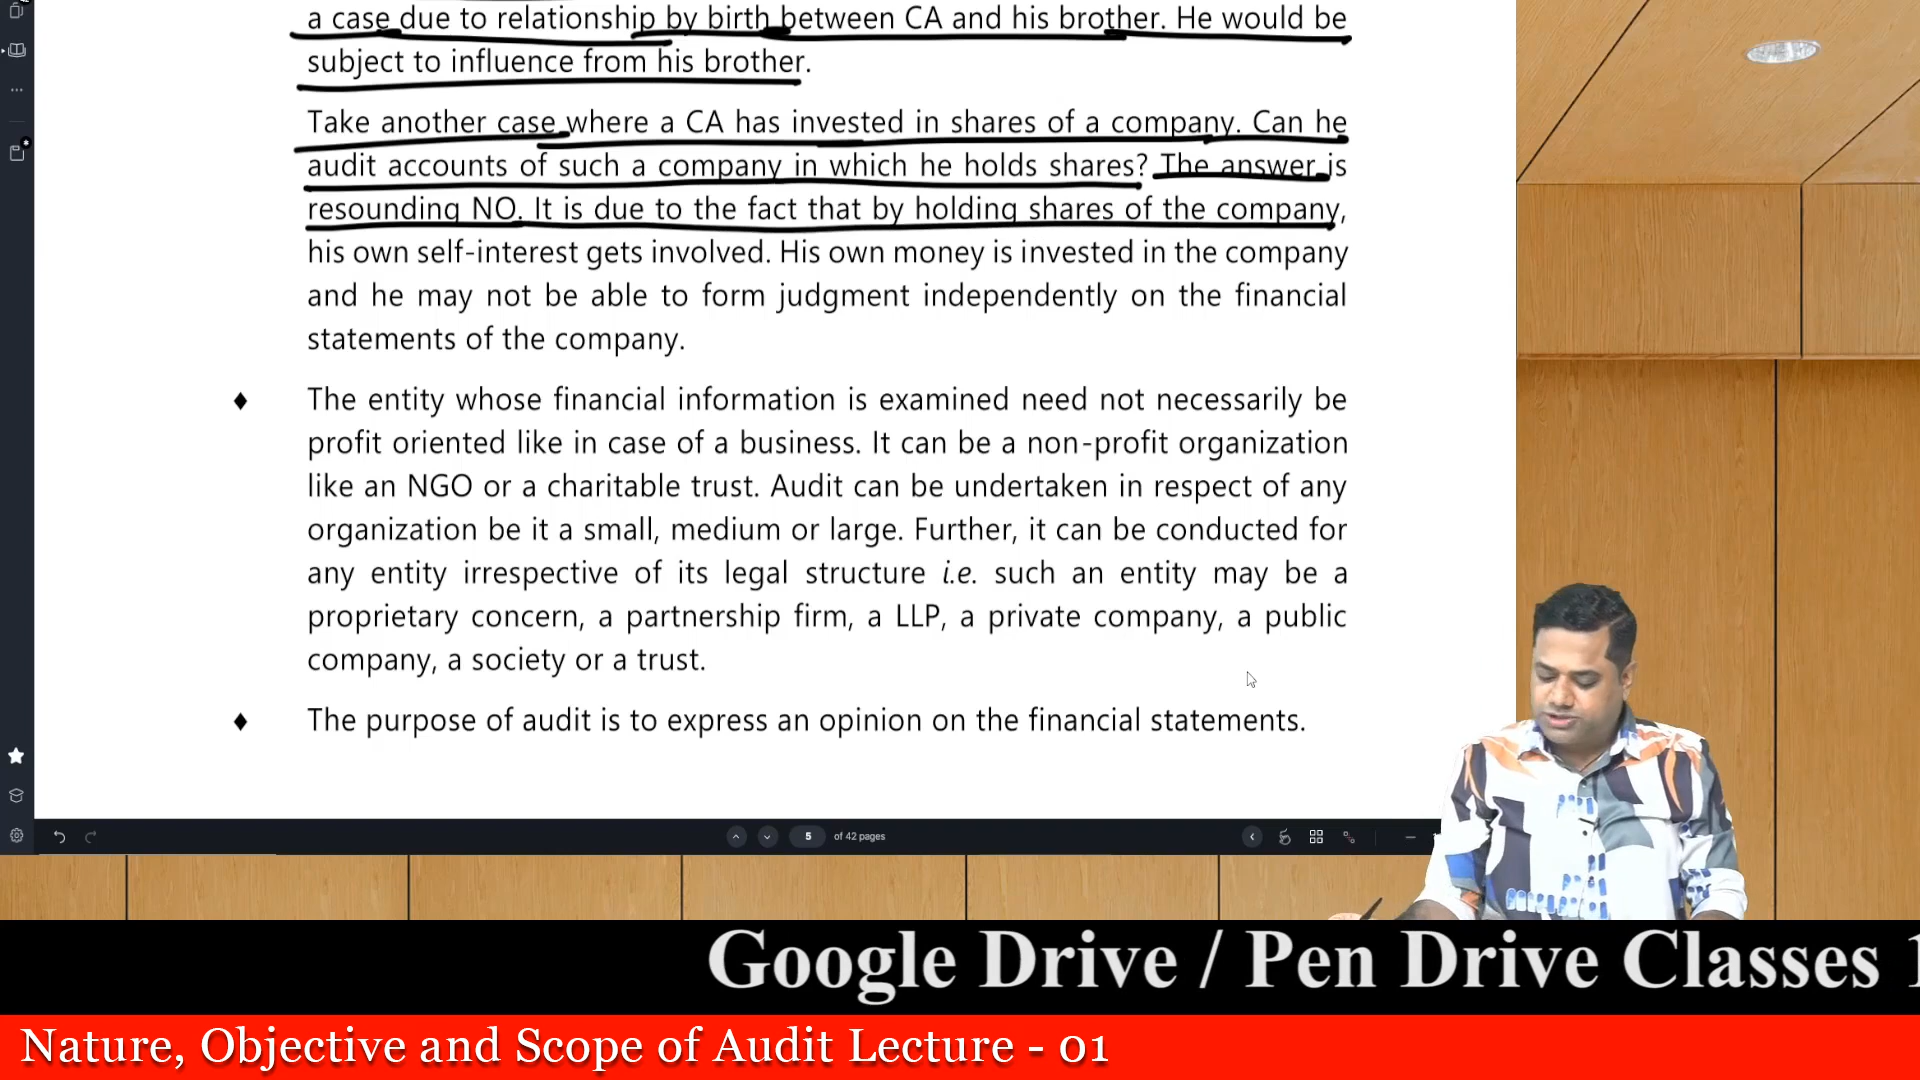 a case due to relationship by birth between CA and his brother. He would be
subject to influence from his brother.
Take another case where a CA has invested in shares of a company. Can he
audit accounts of such a company in which he holds shares? The answer is
resounding NO. It is due to the fact that by holding shares of the company,
his own self-interest gets involved. His own money is invested in the company
and he may not be able to form judgment independently on the financial
statements of the company.
♦ The entity whose financial information is examined need not necessarily be
profit oriented like in case of a business. It can be a non-profit organization
like an NGO or a charitable trust. Audit can be undertaken in respect of any
organization be it a small, medium or large. Further, it can be conducted for
any entity irrespective of its legal structure i.e. such an entity may be a
proprietary concern, a partnership firm, a LLP, a private company, a public
company, a society or a trust.
♦ The purpose of audit is to express an opinion on the financial statements.
5 of 42 pages
Google Drive / Pen Drive Classes
Nature, Objective and Scope of Audit Lecture - 01